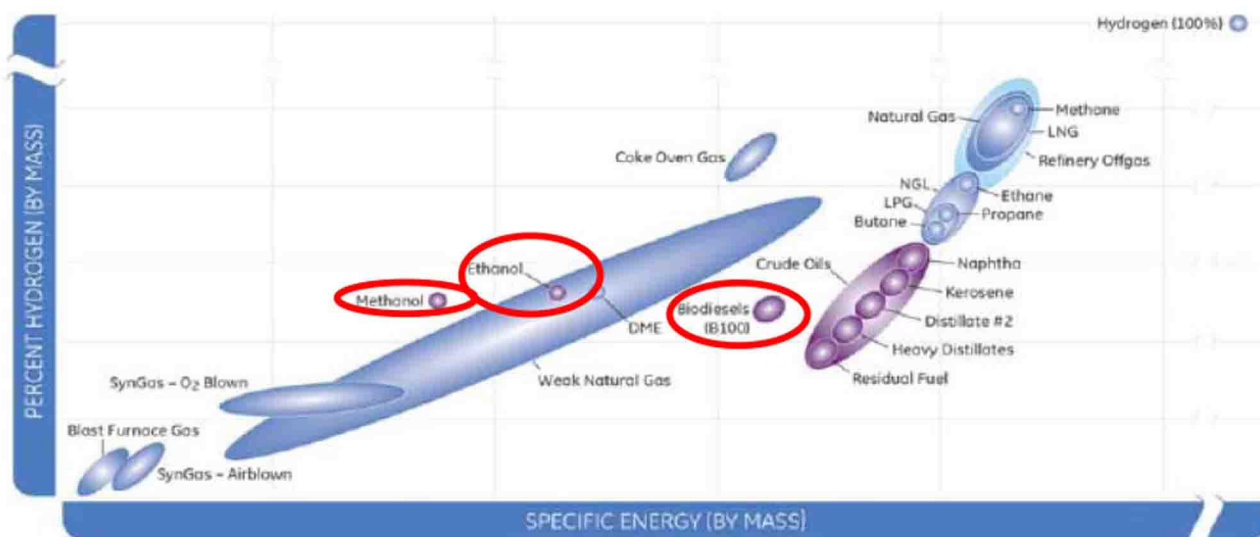 Hydrogen (100%)
Natural Gas
Methane
LNG
Refinery Offgas
Coke Oven Gas
NGL
Ethane
LPG
Propane
Butane
Ethanol
Crude Oils
Naphtha
Methanol
Kerosene
Biodiesels
(B100)
DME
Distillate #2
Heavy Distillates
Residual Fuel
Weak Natural Gas
SynGas – O2 Blown
Blast Furnace Gas
SynGas – Airblown
PERCENT HYDROGEN (BY MASS)
SPECIFIC ENERGY (BY MASS)